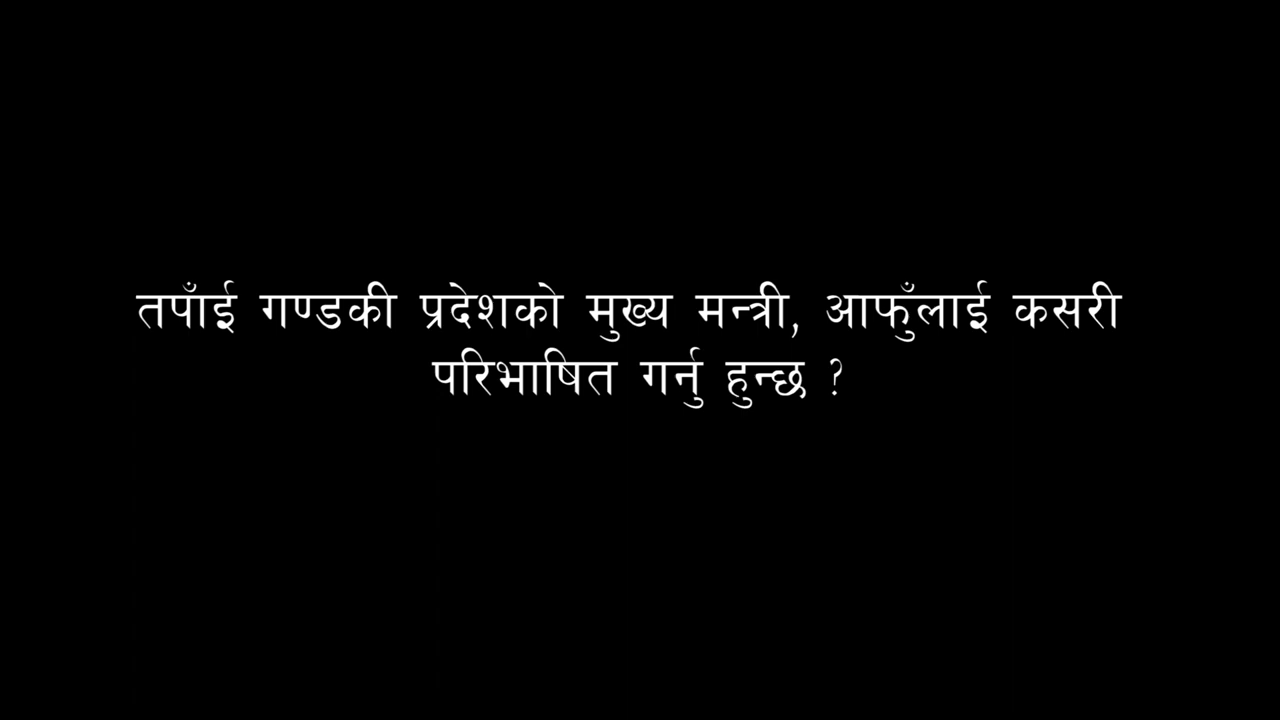 तपाँई गण्डकी प्रदेशको मुख्य मन्त्री, आफुँलाई कसरी
परिभाषित गर्नु हुन्छ ?